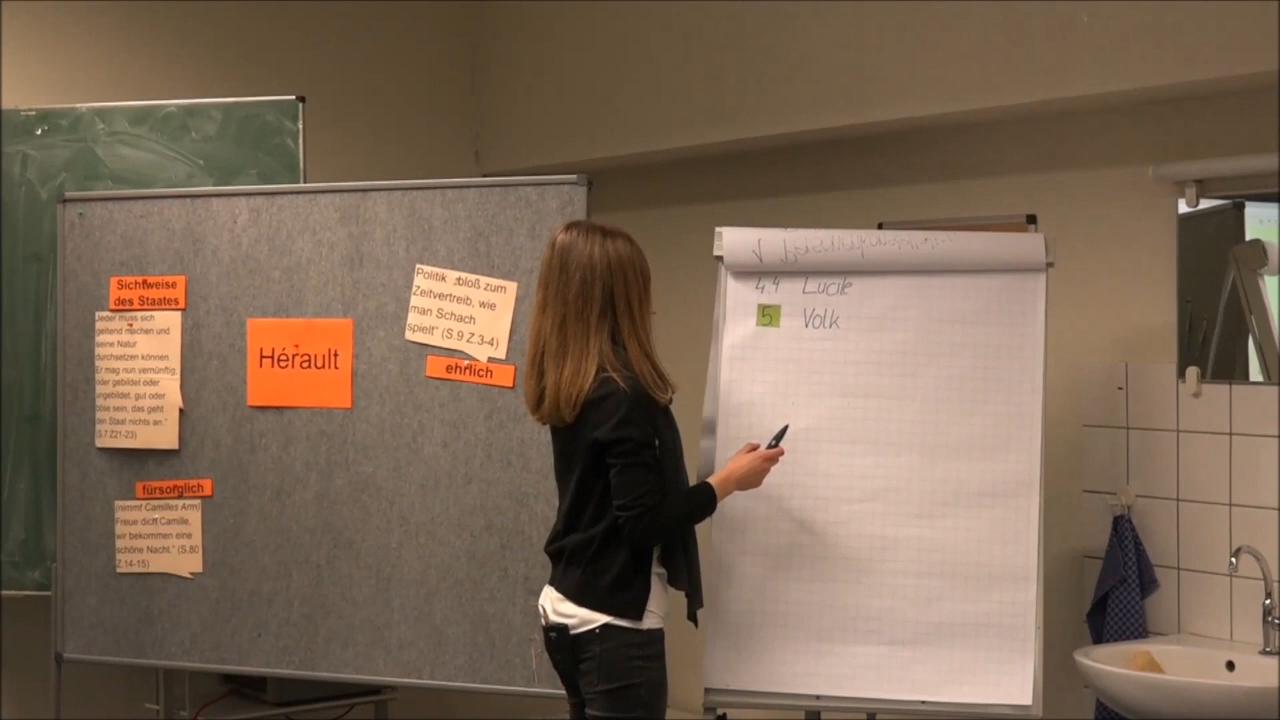 Sichtweise
des Staates
Jeder muss sich
geltend machen und
seine Natur
durchsetzen können.
Er mag nun vernünftig,
oder gebildet oder
ungebildet, gut oder
böse sein, das geht
den Staat nichts an."
(S.7 Z21-23)
Hérault
Politik bloß zum
Zeitvertreib, wie
man Schach
spielt" (S.9 Z.3-4)
ehrlich
fürsorglich
(nimmt Camilles Arm)
Freue dich Camille,
wir bekommen eine
schöne Nacht." (S.80
Z.14-15)
4.4 Lucile
5 Volk